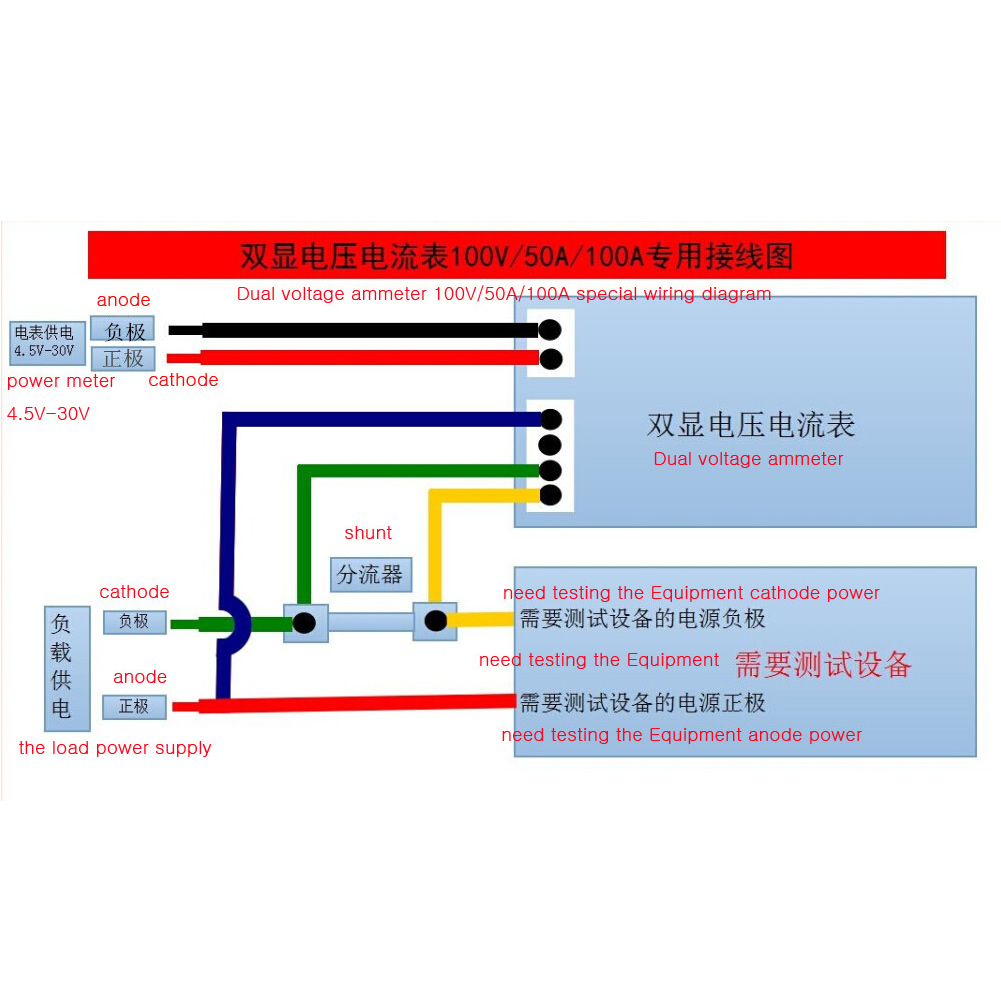 双显电压电流表100V/50A/100A专用接线图
Dual voltage ammeter 100V/50A/100A special wiring diagram
anode
电表供电
4.5V-30V
负极
正极
power meter
cathode
4.5V-30V
双显电压电流表
Dual voltage ammeter
shunt
分流器
cathode
need testing the Equipment cathode power
负极
需要测试设备的电源负极
负
载
供
电
need testing the Equipment
需要测试设备
anode
正极
需要测试设备的电源正极
need testing the Equipment anode power
the load power supply